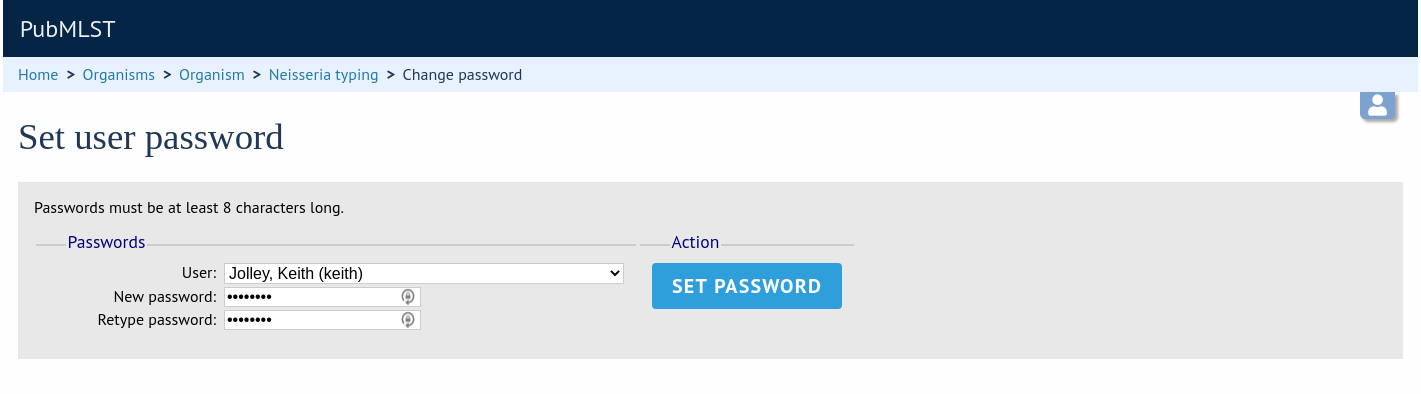 PubMLST
Home > Organisms > Organism > Neisseria typing > Change password
Set user password
Passwords must be at least 8 characters long.
Passwords
Action
User: Jolley, Keith (keith)
SET PASSWORD
New password: ••••••••
Retype password: ••••••••